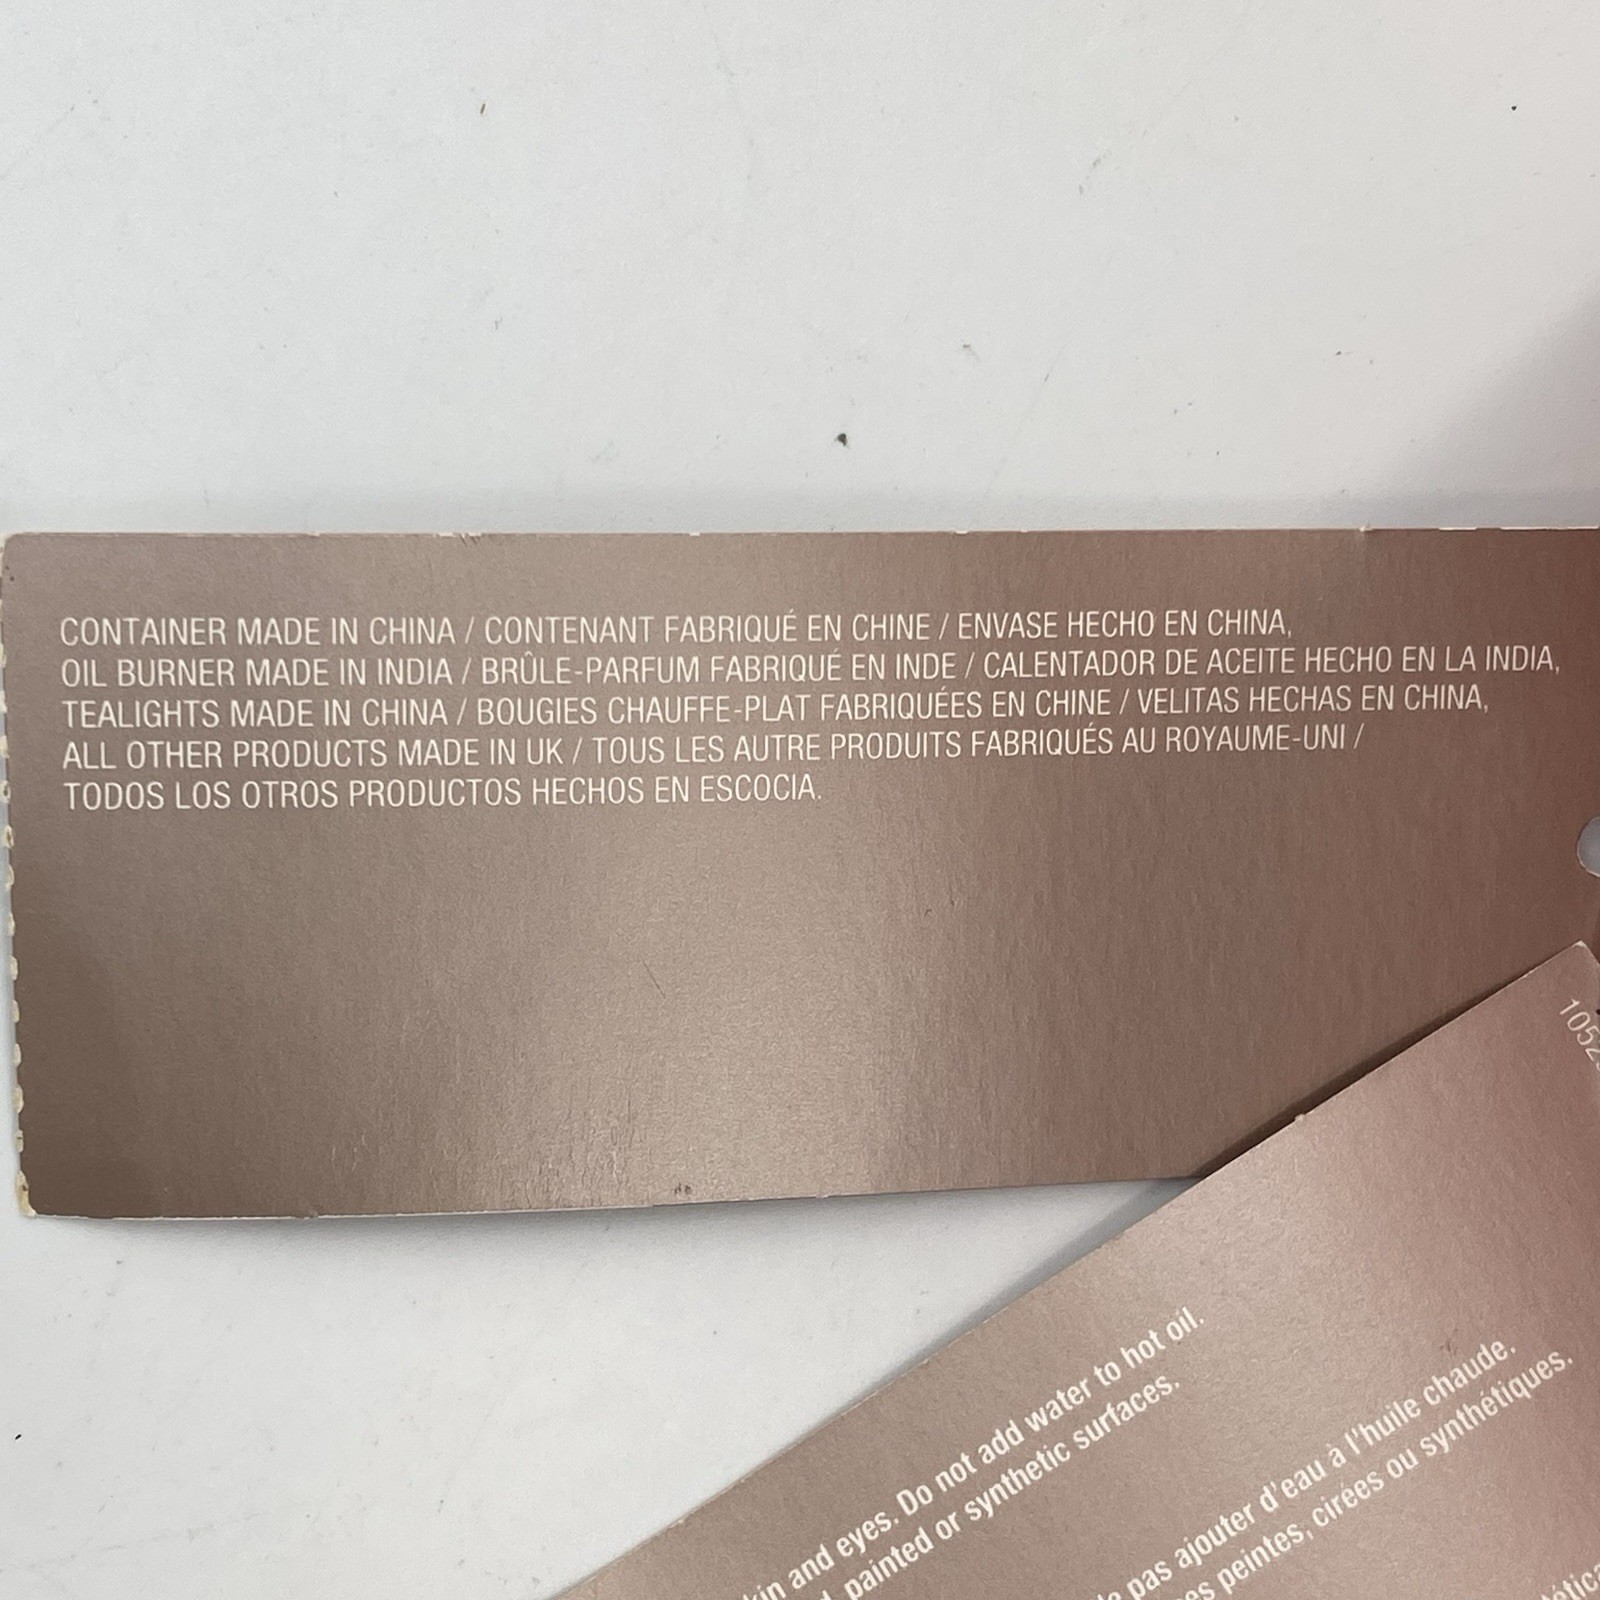 CONTAINER MADE IN CHINA / CONTENANT FABRIQUÉ EN CHINE / ENVASE HECHO EN CHINA,
OIL BURNER MADE IN INDIA / BRÛLE-PARFUM FABRIQUÉ EN INDE / CALENTADOR DE ACEITE HECHO EN LA INDIA,
TEALIGHTS MADE IN CHINA / BOUGIES CHAUFFE-PLAT FABRIQUÉES EN CHINE / VELITAS HECHAS EN CHINA,
ALL OTHER PRODUCTS MADE IN UK / TOUS LES AUTRE PRODUITS FABRIQUÉS AU ROYAUME-UNI /
TODOS LOS OTROS PRODUCTOS HECHOS EN ESCOCIA.
and eyes. Do not add water to hot oil.
painted or synthetic surfaces.
pas ajouter d'eau à l'huile chaude.
peintes, cirées ou synthétiques.